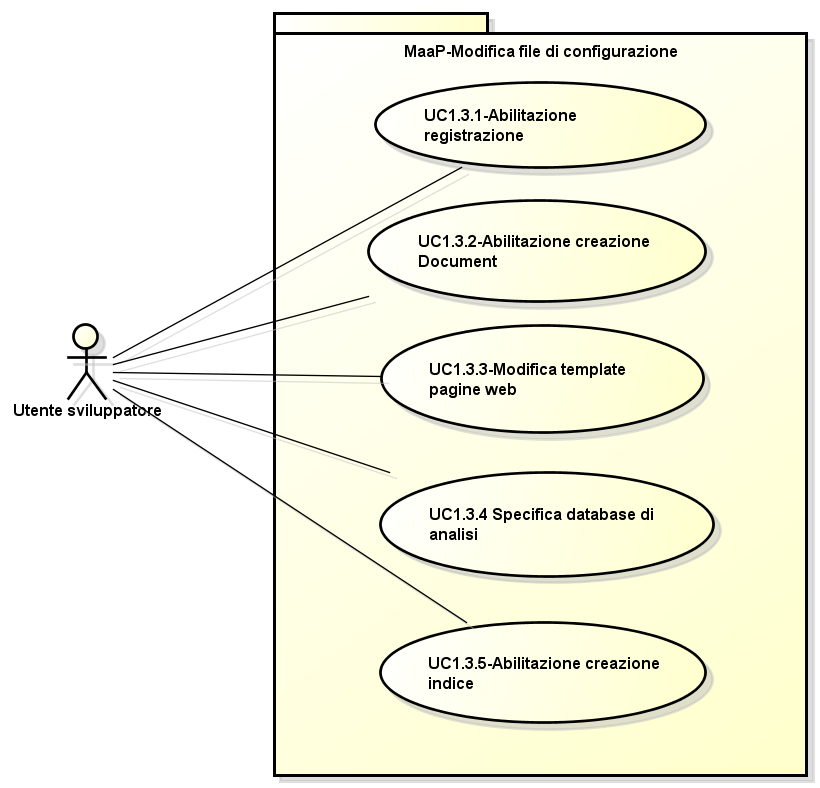 MaaP-Modifica file di configurazione
UC1.3.1-Abilitazione
registrazione
UC1.3.2-Abilitazione creazione
Document
UC1.3.3-Modifica template
pagine web
Utente sviluppatore
UC1.3.4 Specifica database di
analisi
UC1.3.5-Abilitazione creazione
indice